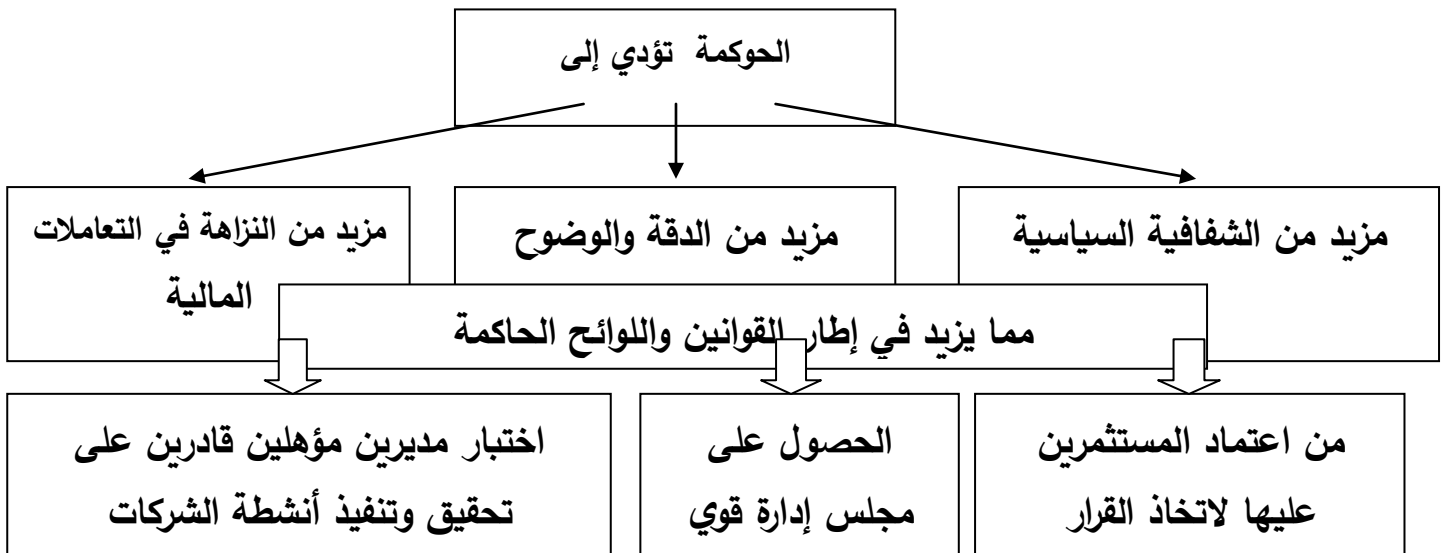 الحوكمة تؤدي إلى
مزيد من الشفافية السياسية
مزيد من الدقة والوضوح
مزيد من النزاهة في التعاملات
المالية
مما يزيد في إطار القوانين واللوائح الحاكمة
من اعتماد المستثمرين
عليها لاتخاذ القرار
الحصول على
مجلس إدارة قوي
اختبار مديرين مؤهلين قادرين على
تحقيق وتنفيذ أنشطة الشركات